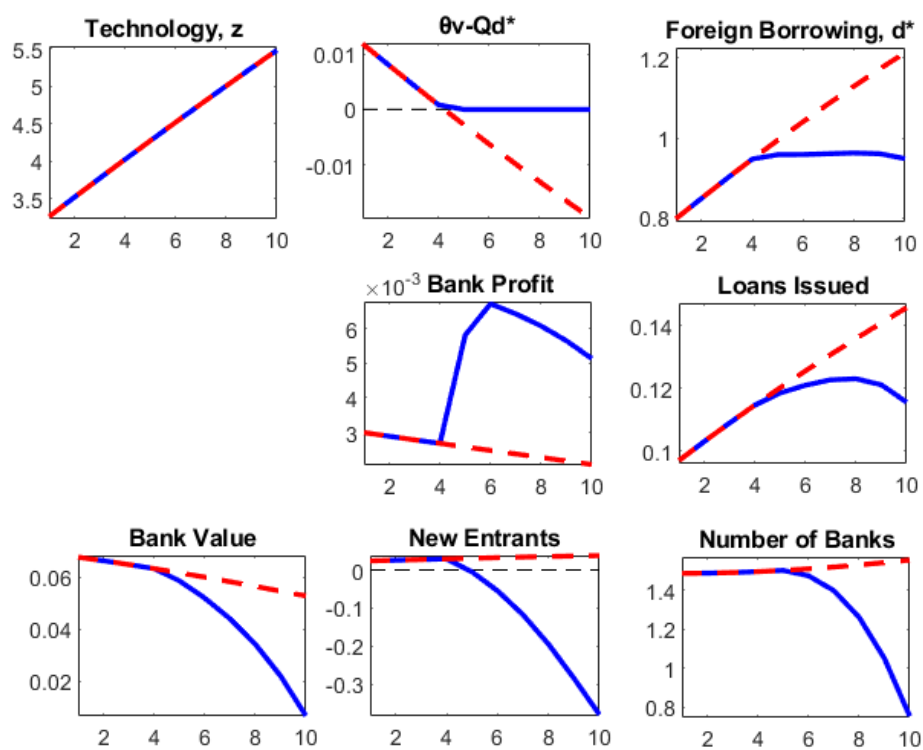 Technology, z
5.5
5
4.5
4
3.5
2 4 6 8 10
θv-Qd*
0.01
0
-0.01
2 4 6 8 10
Foreign Borrowing, d*
1.2
1
0.8
2 4 6 8 10
×10⁻³ Bank Profit
6
5
4
3
2 4 6 8 10
Loans Issued
0.14
0.12
0.1
2 4 6 8 10
Bank Value
0.06
0.04
0.02
2 4 6 8 10
New Entrants
0
-0.1
-0.2
-0.3
2 4 6 8 10
Number of Banks
1.4
1.2
1
0.8
2 4 6 8 10